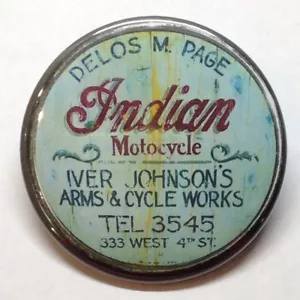 DELOS M. PAGE
Indian
Motocycle
IVER JOHNSON'S
ARMS & CYCLE WORKS
TEL 3545
333 WEST 4TH ST.